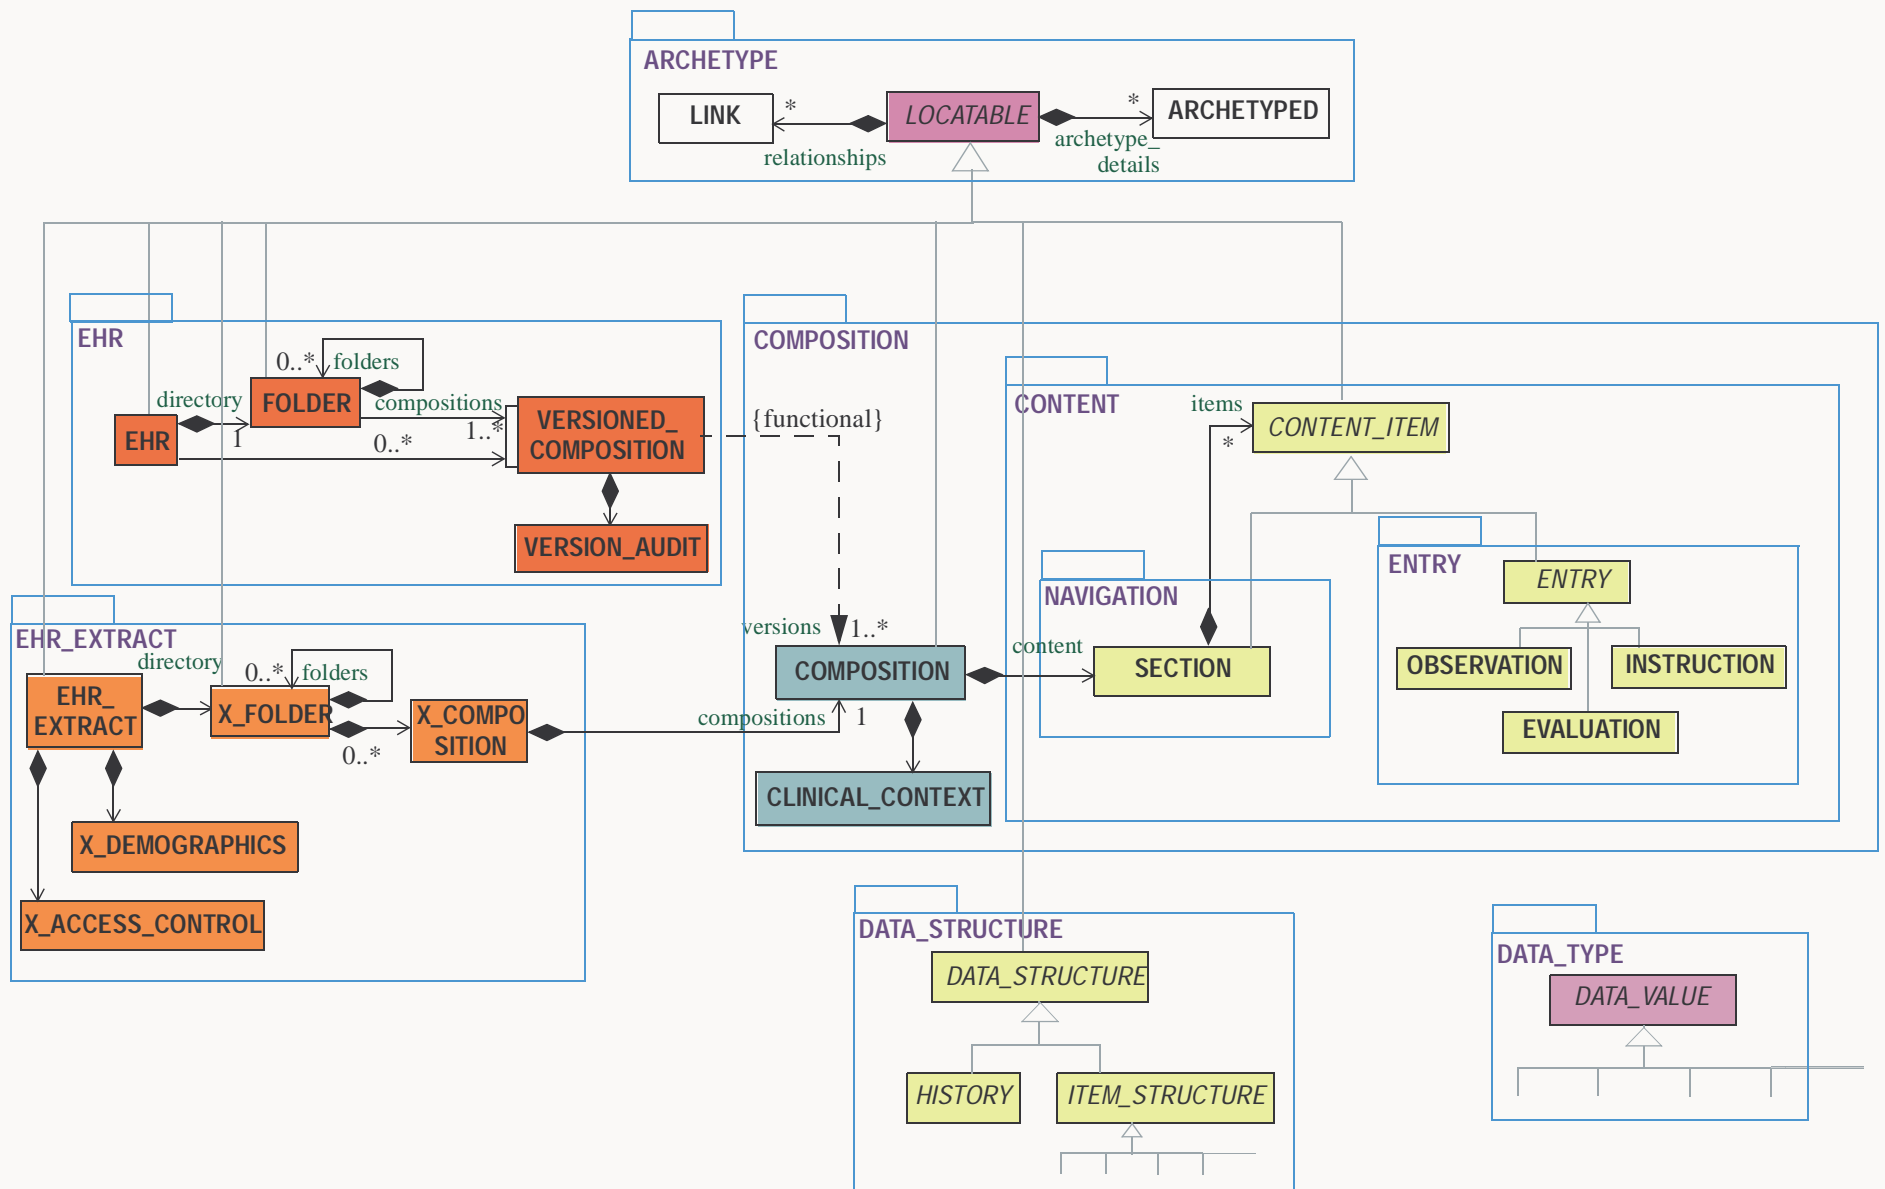 ARCHETYPE
LINK
*
LOCATABLE
*
ARCHETYPED
relationships
archetype_
details
EHR
0..*
folders
directory
FOLDER
compositions
EHR
1
0..*
1..*
VERSIONED_
COMPOSITION
VERSION_AUDIT
{functional}
COMPOSITION
CONTENT
items
*
CONTENT_ITEM
NAVIGATION
ENTRY
ENTRY
OBSERVATION
INSTRUCTION
EVALUATION
versions
1..*
content
COMPOSITION
SECTION
compositions
1
CLINICAL_CONTEXT
EHR_EXTRACT
directory
0..*
folders
EHR_
EXTRACT
X_FOLDER
0..*
X_COMPO
SITION
X_DEMOGRAPHICS
X_ACCESS_CONTROL
DATA_STRUCTURE
DATA_STRUCTURE
HISTORY
ITEM_STRUCTURE
DATA_TYPE
DATA_VALUE